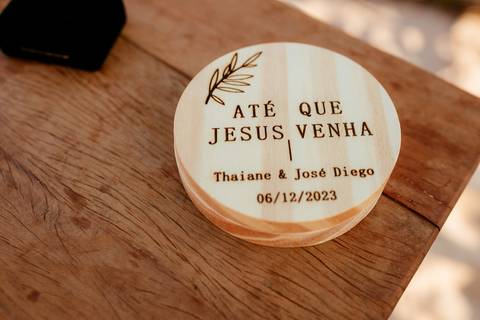 ATÉ QUE
JESUS VENHA
Thaiane & José Diego
06/12/2023